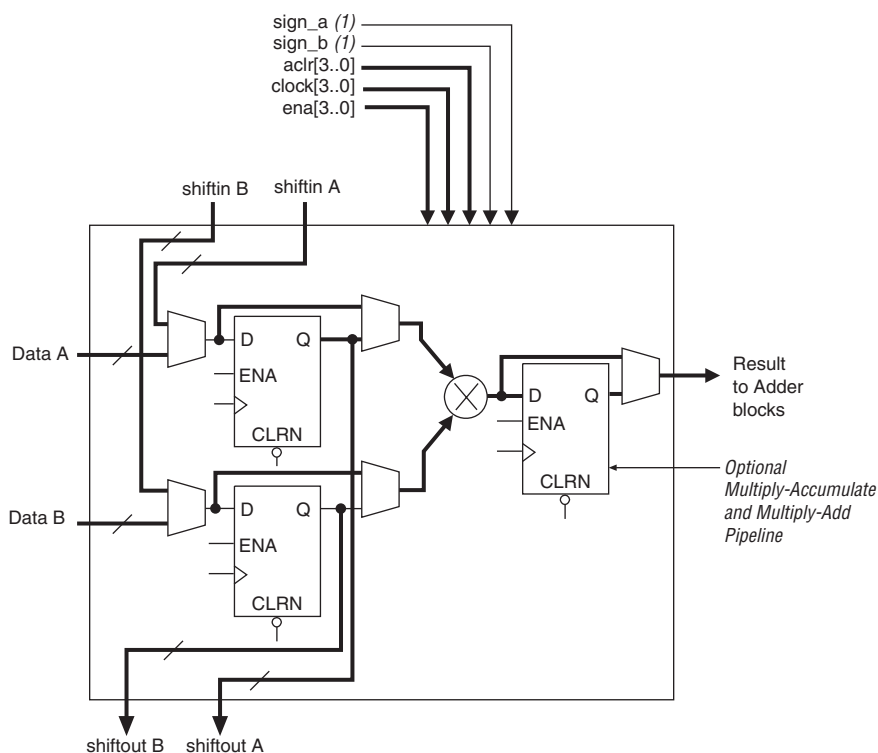 sign_a (1)
sign_b (1)
aclr[3..0]
clock[3..0]
ena[3..0]
shiftin B
shiftin A
Data A
D
Q
ENA
CLRN
Data B
D
Q
ENA
CLRN
D
Q
ENA
CLRN
Result
to Adder
blocks
Optional
Multiply-Accumulate
and Multiply-Add
Pipeline
shiftout B
shiftout A